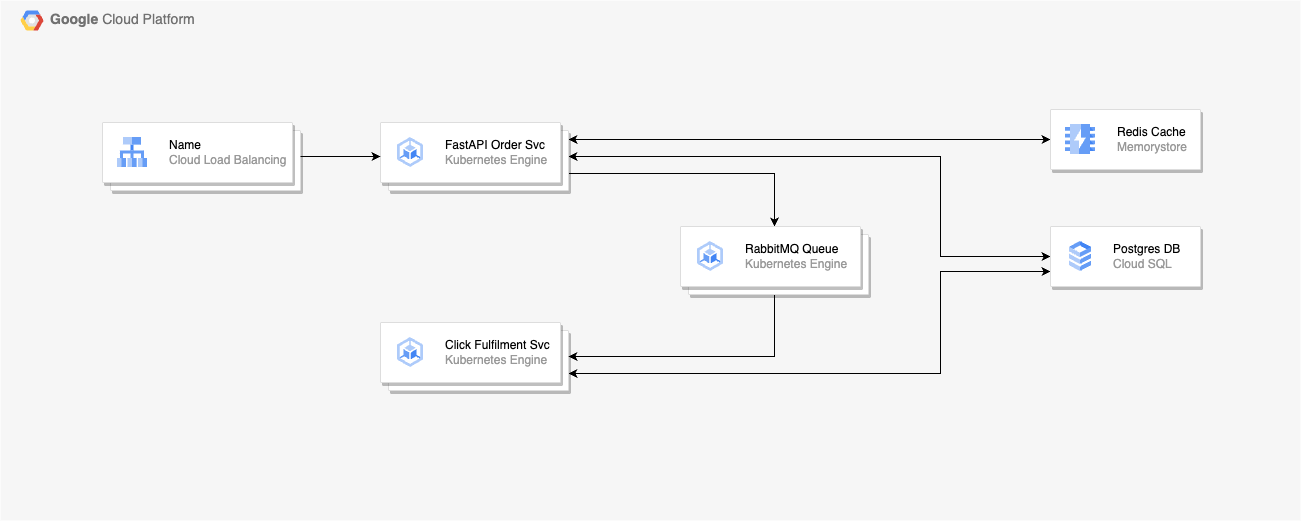 Google Cloud Platform
Name
Cloud Load Balancing
FastAPI Order Svc
Kubernetes Engine
Redis Cache
Memorystore
RabbitMQ Queue
Kubernetes Engine
Postgres DB
Cloud SQL
Click Fulfilment Svc
Kubernetes Engine